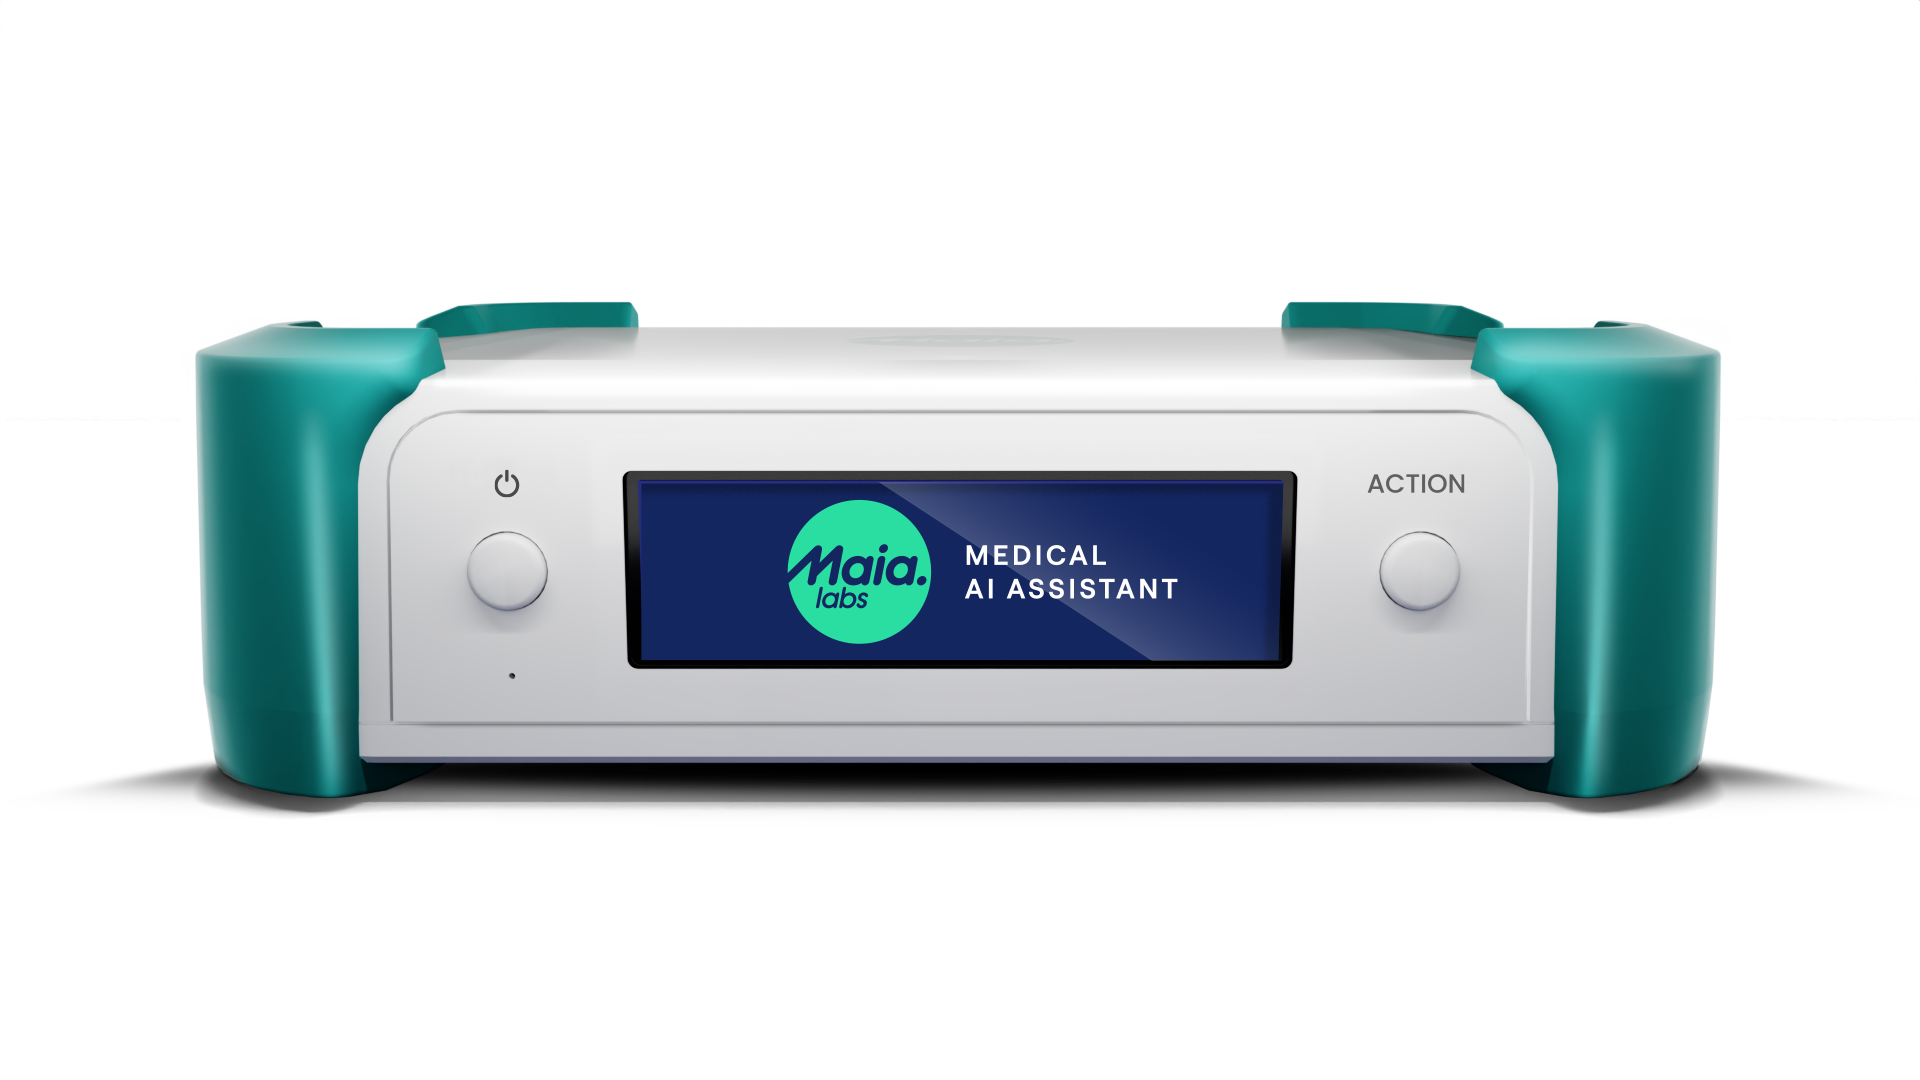 ACTION
Maia.
labs
MEDICAL
AI ASSISTANT